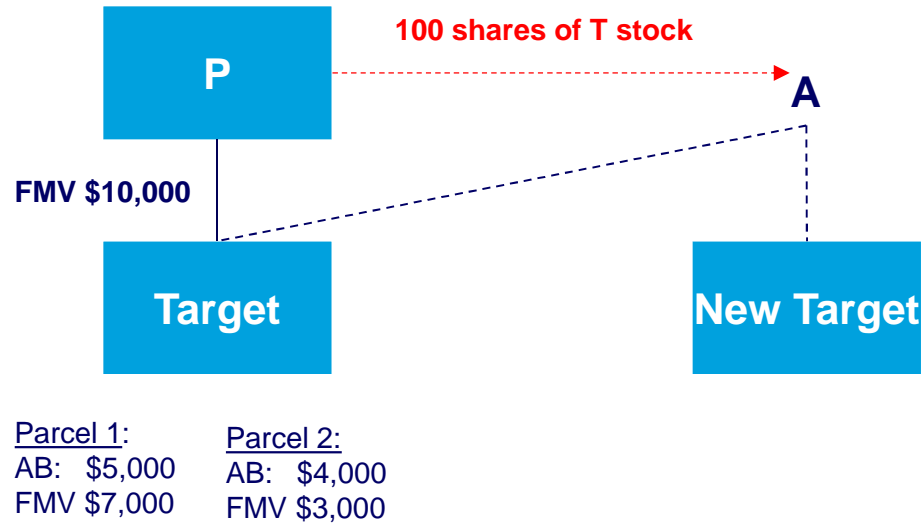 100 shares of T stock
P
A
FMV $10,000
Target
New Target
Parcel 1:
AB: $5,000
FMV $7,000
Parcel 2:
AB: $4,000
FMV $3,000